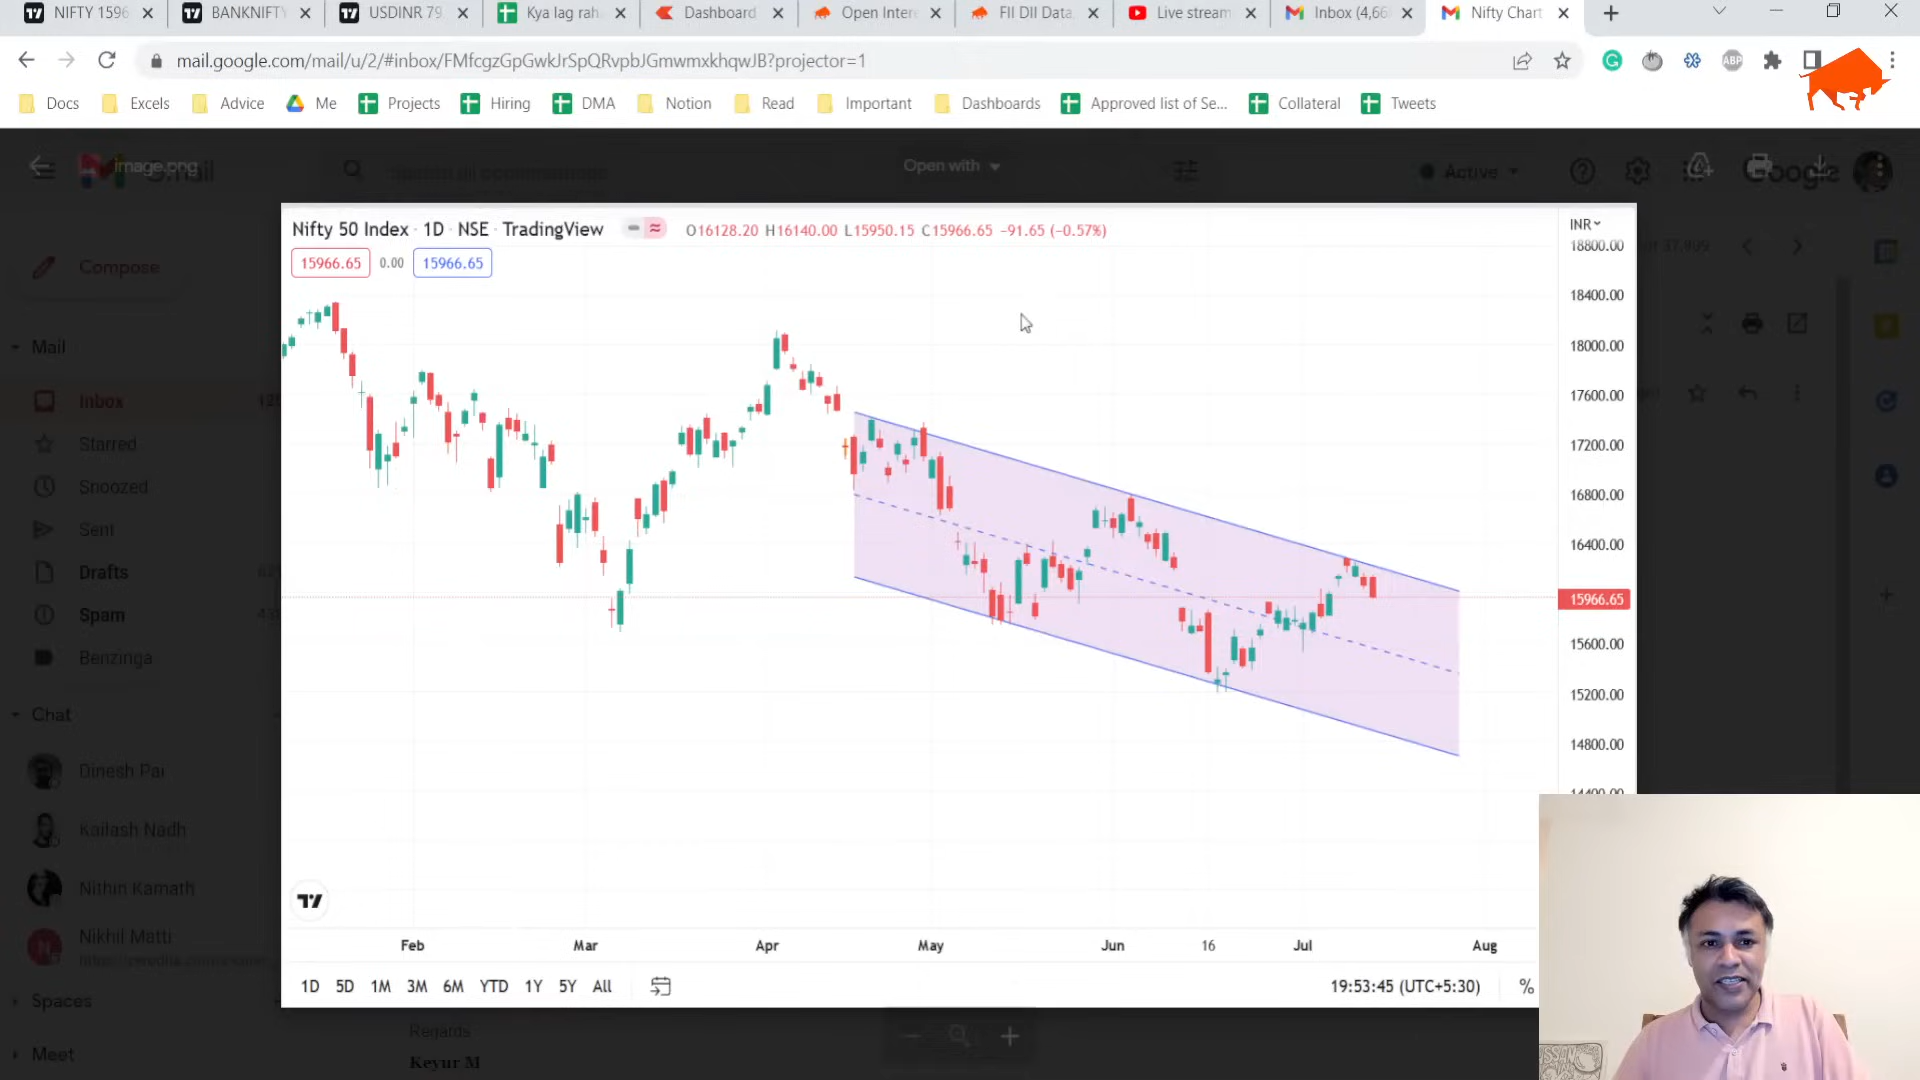 NIFTY 1596
BANKNIFTY
USDINR 79.
Kya lag rah
Dashboard
Open Inter
FII DII Data
Live stream
Inbox (4,66
Nifty Chart
mail.google.com/mail/u/2/#inbox/FMfcgzGpGwkJrSpQRvpbJGmwmxkhqwJB?projector=1
Docs
Excels
Advice
Me
Projects
Hiring
DMA
Notion
Read
Important
Dashboards
Approved list of Se...
Collateral
Tweets
image.png
Gmail
Open with
Active
Google
Compose
Mail
Inbox
Starred
Snoozed
Sent
Drafts
Spam
Benzinga
Chat
Dinesh Pai
Kailash Nadh
Nithin Kamath
Nikhil Matti
Spaces
Meet
Nifty 50 Index · 1D · NSE · TradingView
O16128.20 H16140.00 L15950.15 C15966.65 −91.65 (−0.57%)
15966.65 0.00 15966.65
INR
18800.00
18400.00
18000.00
17600.00
17200.00
16800.00
16400.00
15966.65
15600.00
15200.00
14800.00
Feb Mar Apr May Jun 16 Jul Aug
1D 5D 1M 3M 6M YTD 1Y 5Y All
19:53:45 (UTC+5:30) %
Regards
Keyur M